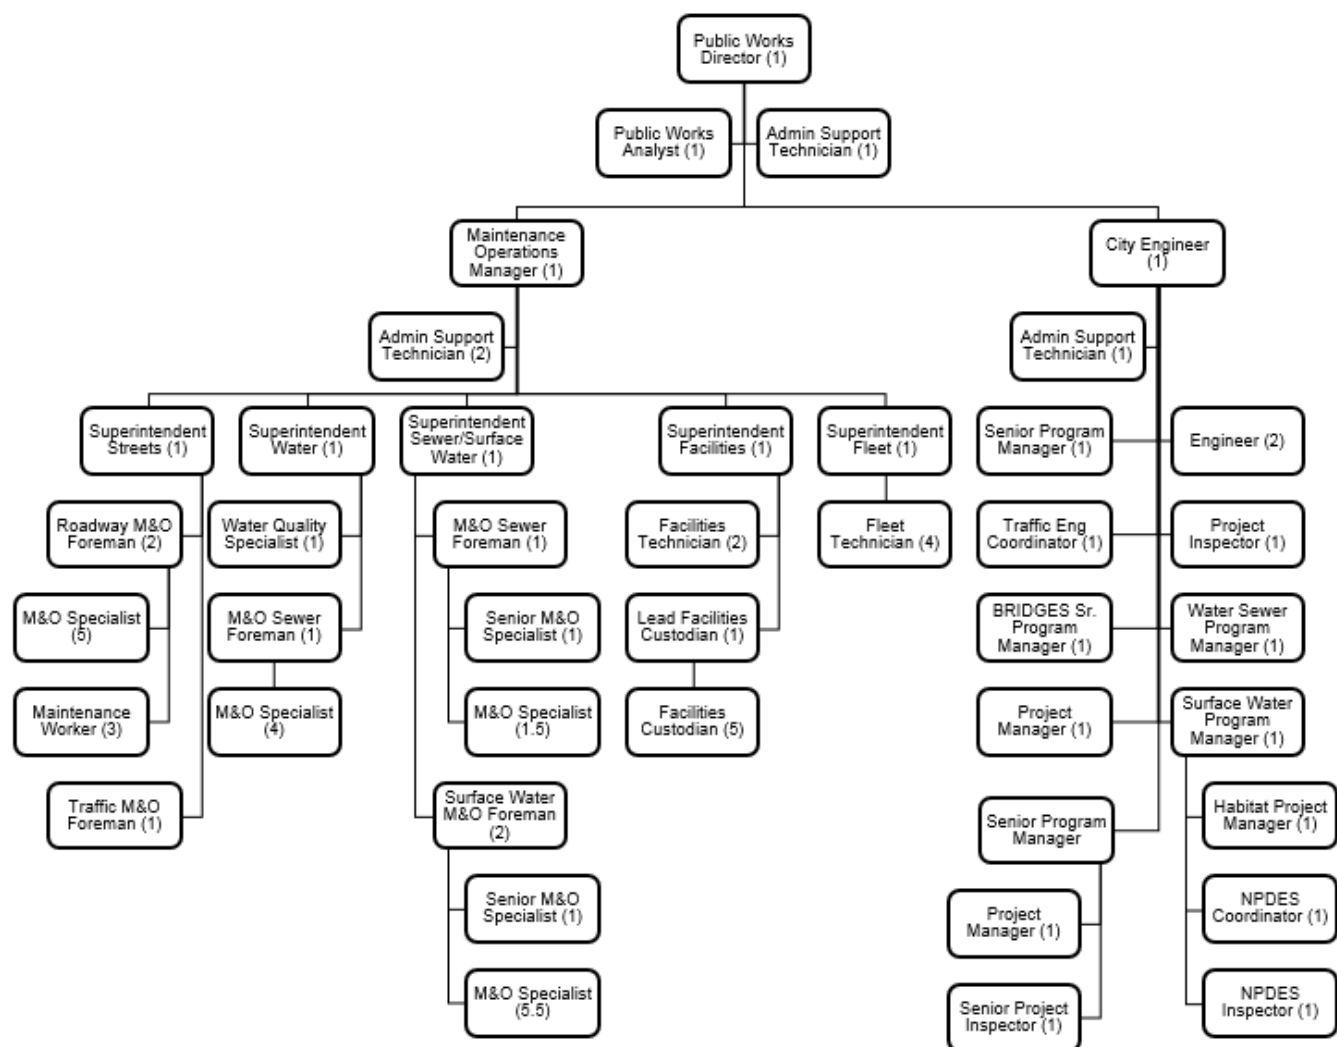 Public Works
Director (1)
Public Works
Analyst (1)
Admin Support
Technician (1)
Maintenance
Operations
Manager (1)
City Engineer
(1)
Admin Support
Technician (2)
Admin Support
Technician (1)
Superintendent
Streets (1)
Superintendent
Water (1)
Superintendent
Sewer/Surface
Water (1)
Superintendent
Facilities (1)
Superintendent
Fleet (1)
Senior Program
Manager (1)
Engineer (2)
Roadway M&O
Foreman (2)
Water Quality
Specialist (1)
M&O Sewer
Foreman (1)
Facilities
Technician (2)
Fleet
Technician (4)
Traffic Eng
Coordinator (1)
Project
Inspector (1)
M&O Specialist
(5)
M&O Sewer
Foreman (1)
Senior M&O
Specialist (1)
Lead Facilities
Custodian (1)
BRIDGES Sr.
Program
Manager (1)
Water Sewer
Program
Manager (1)
Maintenance
Worker (3)
M&O Specialist
(4)
M&O Specialist
(1.5)
Facilities
Custodian (5)
Project
Manager (1)
Surface Water
Program
Manager (1)
Traffic M&O
Foreman (1)
Surface Water
M&O Foreman
(2)
Senior Program
Manager
Habitat Project
Manager (1)
Senior M&O
Specialist (1)
Project
Manager (1)
NPDES
Coordinator (1)
M&O Specialist
(5.5)
Senior Project
Inspector (1)
NPDES
Inspector (1)